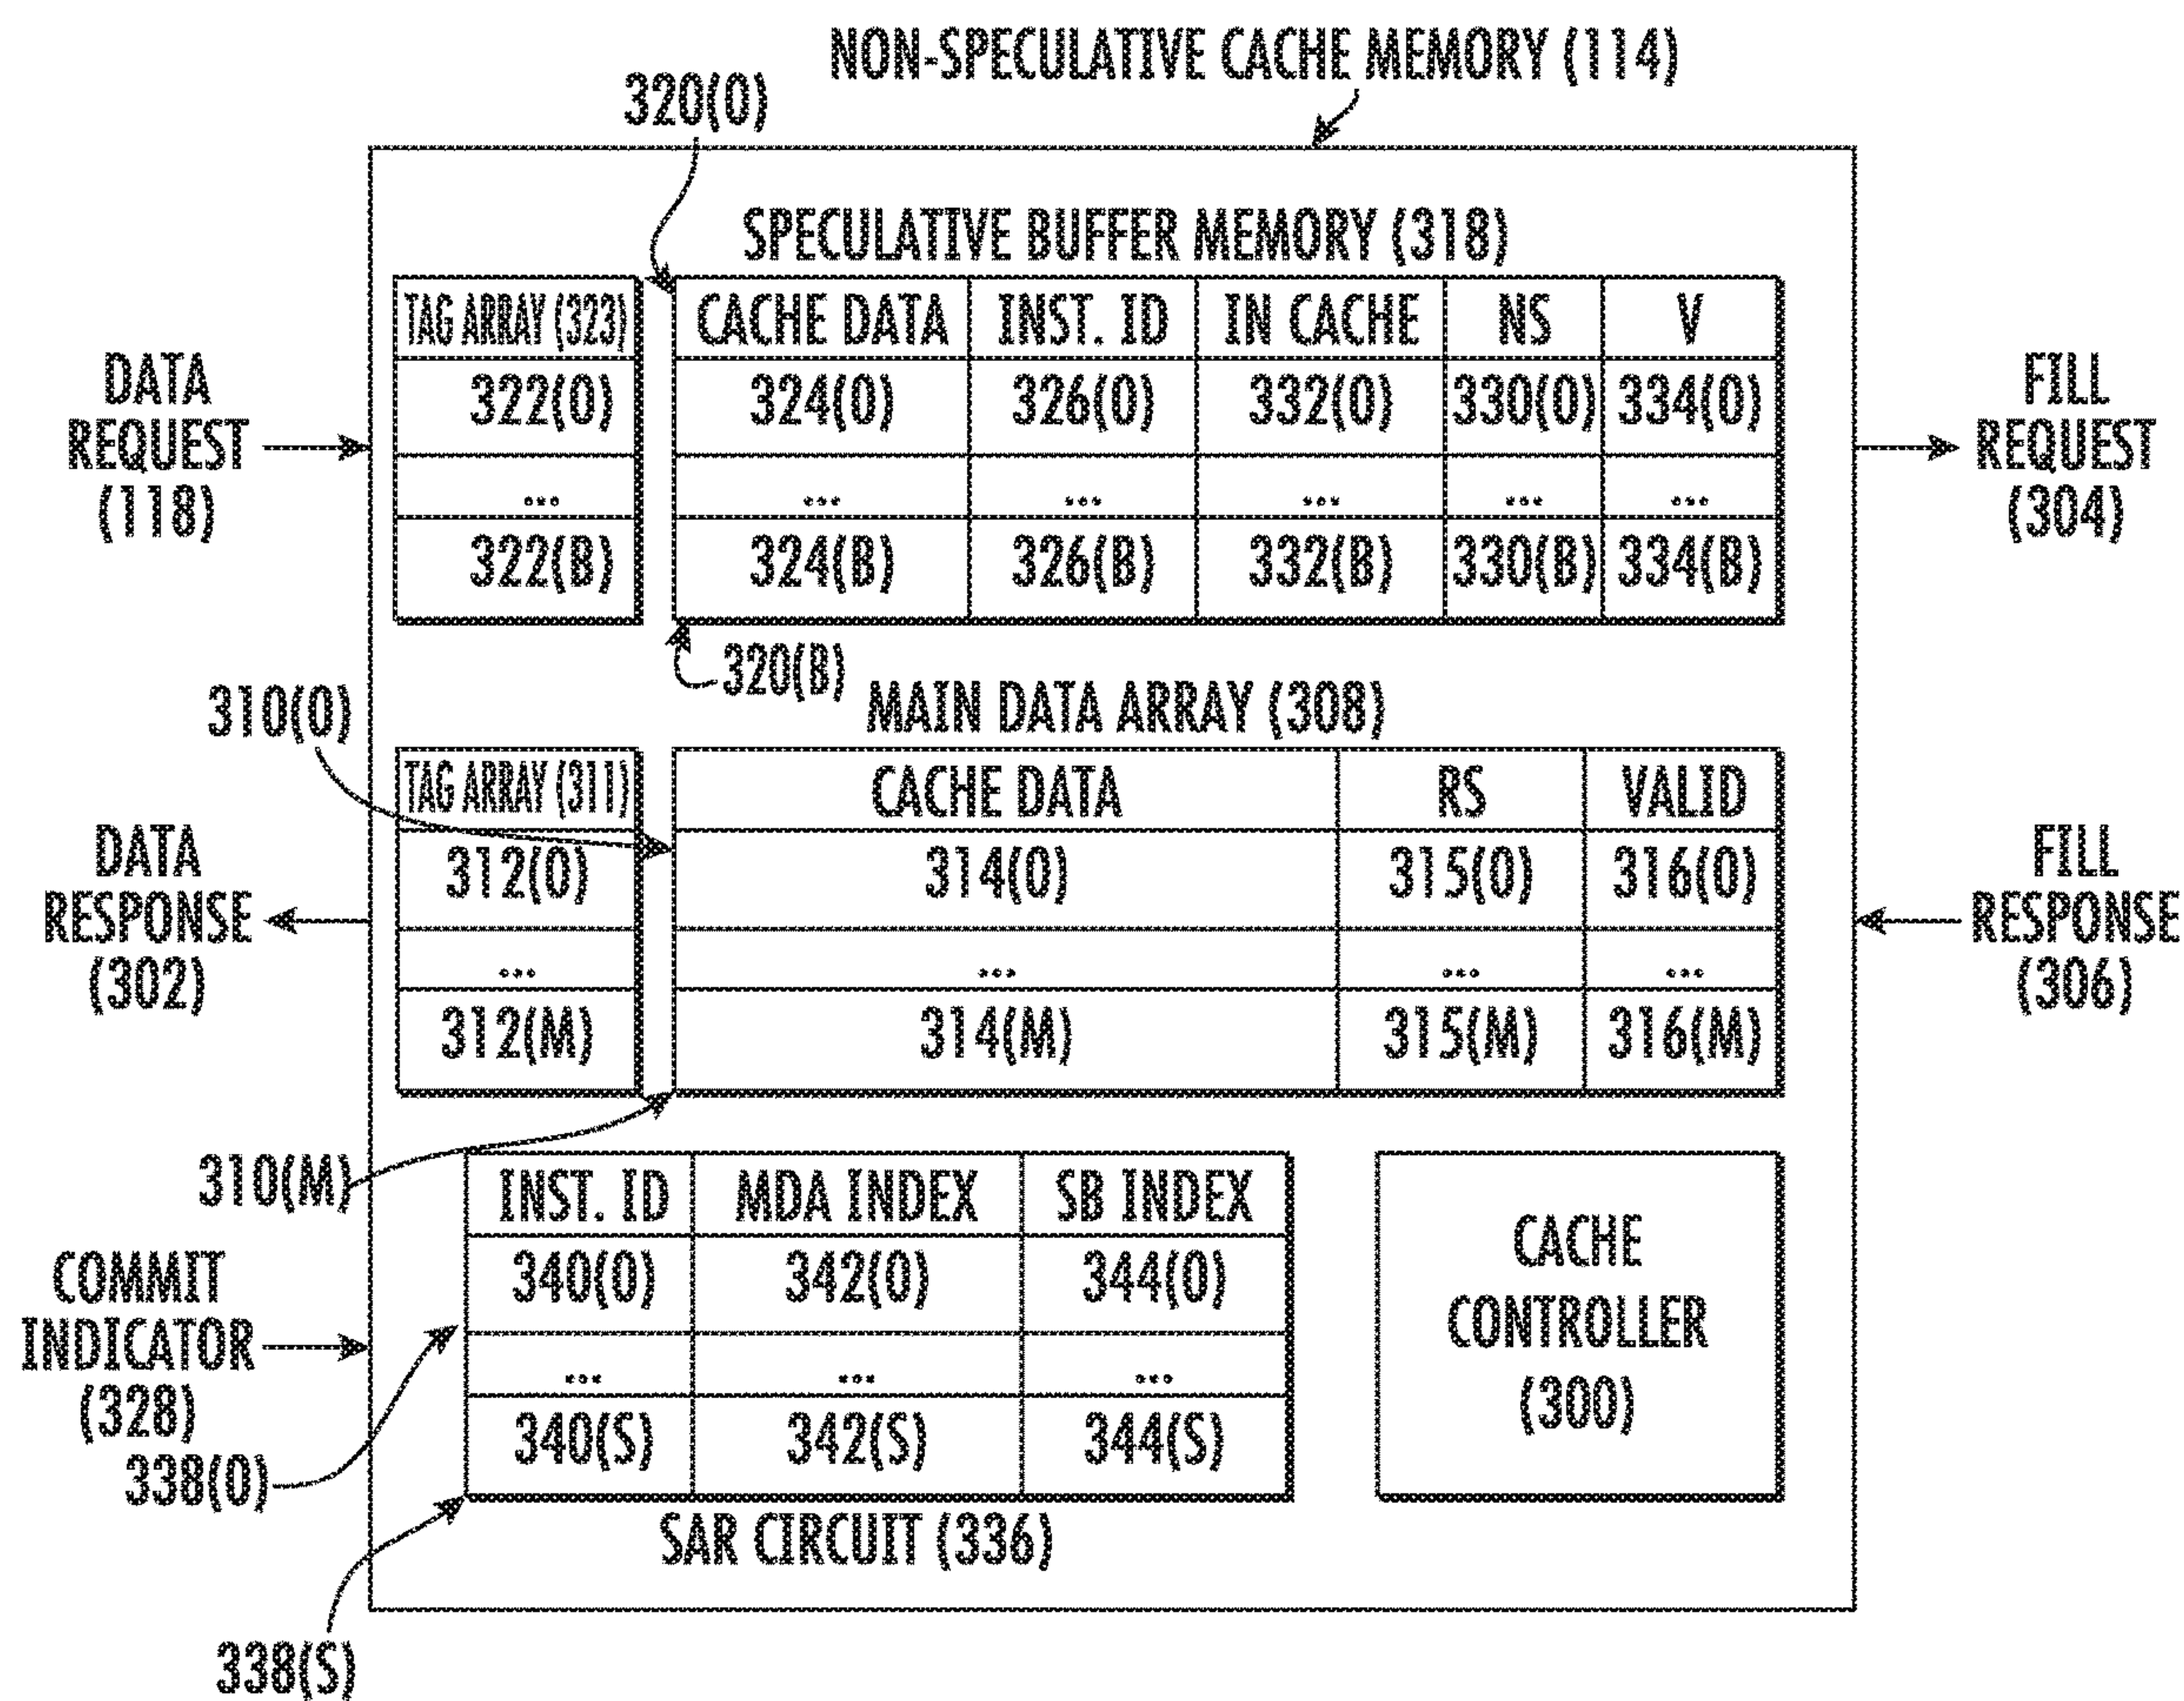 NON-SPECULATIVE CACHE MEMORY (114)
320(0)
SPECULATIVE BUFFER MEMORY (318)
TAG ARRAY (323) CACHE DATA INST. ID IN CACHE NS V
322(0) 324(0) 326(0) 332(0) 330(0) 334(0)
... ... ... ... ... ...
322(B) 324(B) 326(B) 332(B) 330(B) 334(B)
320(B)
DATA
REQUEST
(118)
FILL
REQUEST
(304)
310(0)
MAIN DATA ARRAY (308)
TAG ARRAY (311) CACHE DATA RS VALID
312(0) 314(0) 315(0) 316(0)
... ... ... ...
312(M) 314(M) 315(M) 316(M)
DATA
RESPONSE
(302)
FILL
RESPONSE
(306)
310(M)
INST. ID MDA INDEX SB INDEX
340(0) 342(0) 344(0)
... ... ...
340(S) 342(S) 344(S)
SAR CIRCUIT (336)
CACHE
CONTROLLER
(300)
COMMIT
INDICATOR
(328)
338(0)
338(S)